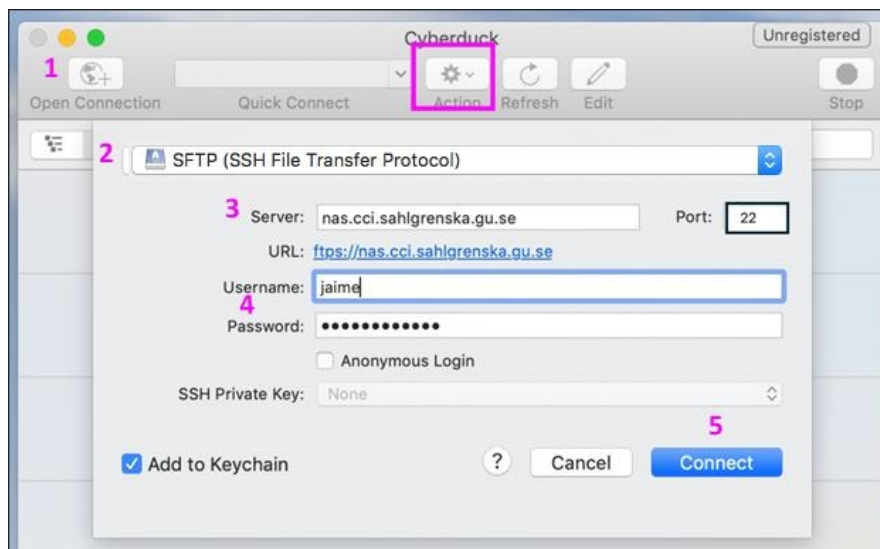 Cyberduck
Unregistered
1
Open Connection
Quick Connect
Action
Refresh
Edit
Stop
2 SFTP (SSH File Transfer Protocol)
3 Server: nas.cci.sahlgrenska.gu.se Port: 22
URL: ftps://nas.cci.sahlgrenska.gu.se
Username: jaime
4
Password: ••••••••••••
Anonymous Login
SSH Private Key: None
5
Add to Keychain ? Cancel Connect